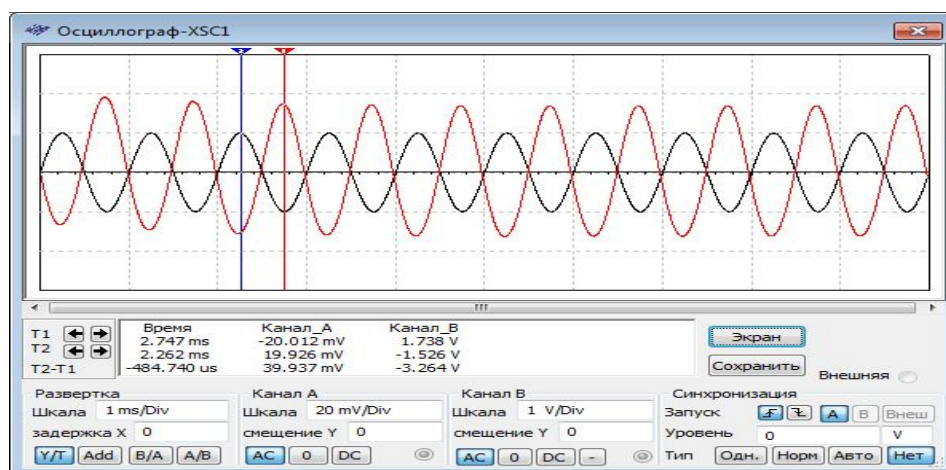 Осциллограф-XSC1
2 1
T1 T2 T2-T1
Время Канал_A Канал_B
2.747 ms -20.012 mV 1.738 V
2.262 ms 19.926 mV -1.526 V
-484.740 us 39.937 mV -3.264 V
Экран
Сохранить
Внешняя
Развертка Канал A Канал B Синхронизация
Шкала 1 ms/Div Шкала 20 mV/Div Шкала 1 V/Div Запуск A B Внеш
задержка X 0 смещение Y 0 смещение Y 0 Уровень 0 V
Y/T Add B/A A/B AC 0 DC AC 0 DC - Тип Одн. Норм Авто Нет